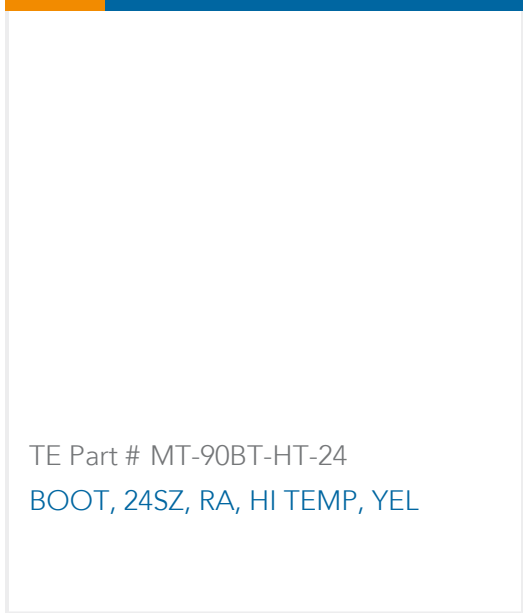 TE Part # MT-90BT-HT-24
BOOT, 24SZ, RA, HI TEMP, YEL